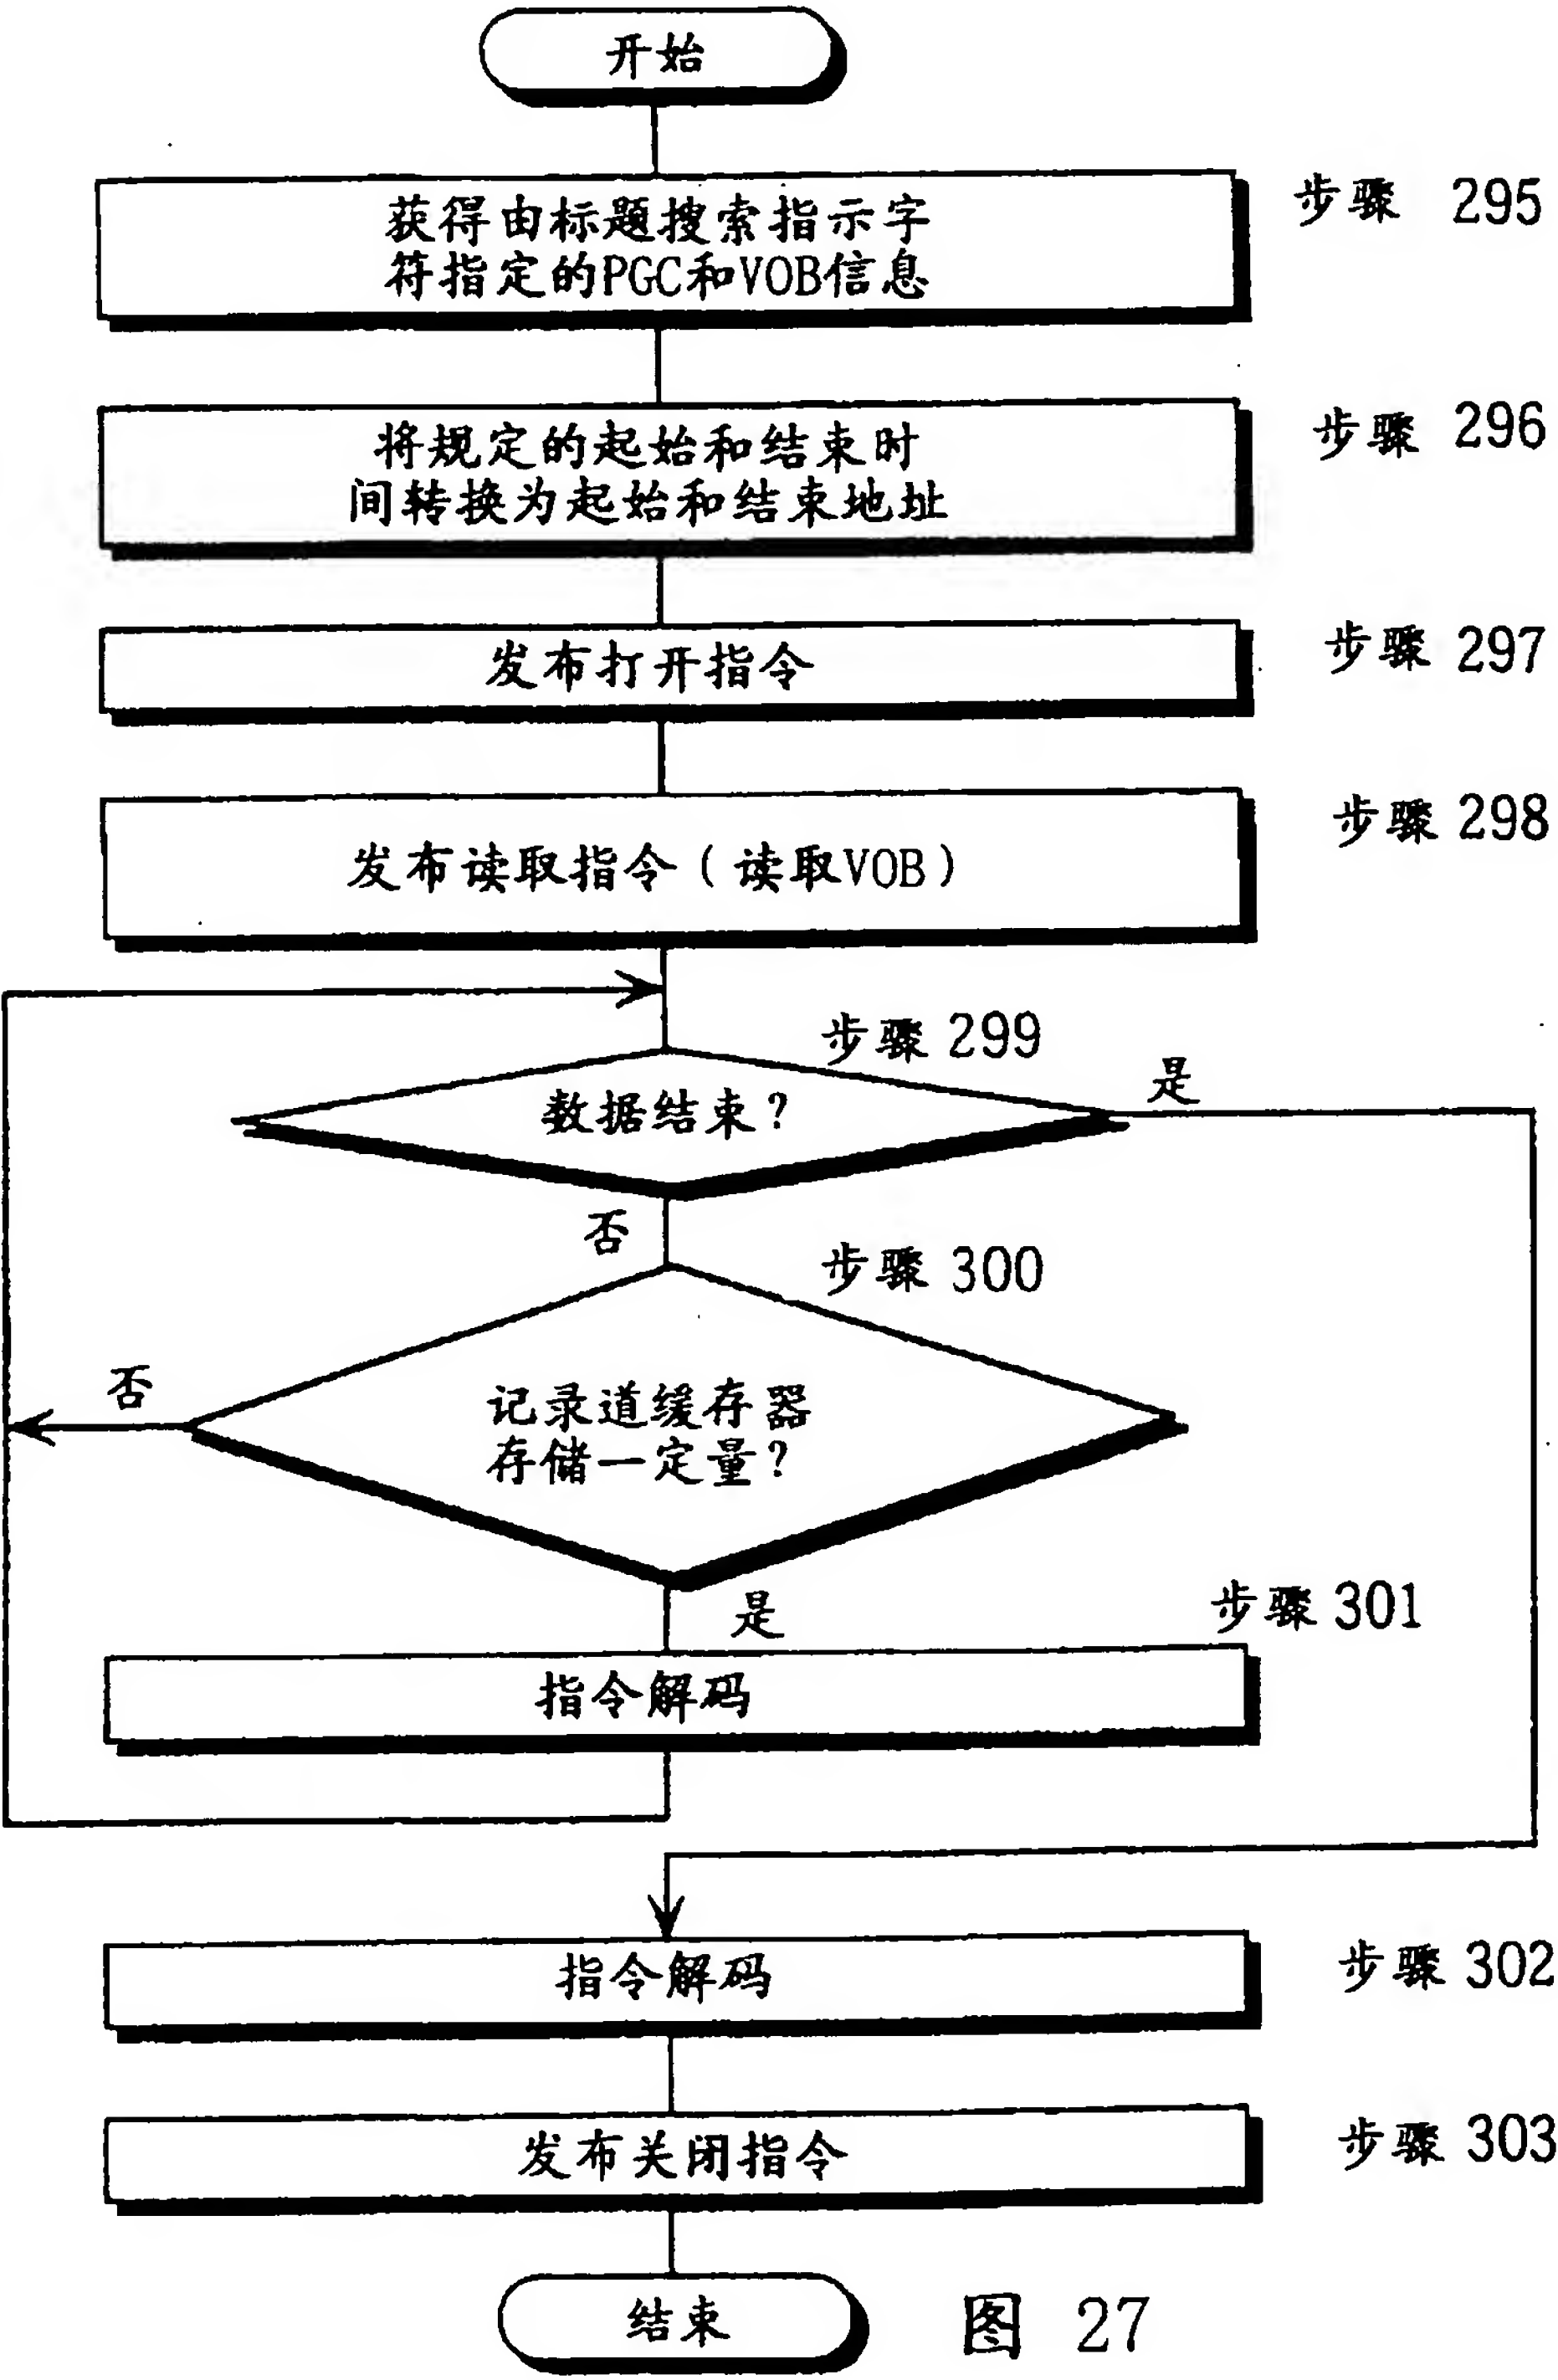 开始
步骤 295
获得由标题搜索指示字
符指定的PGC和VOB信息
步骤 296
将规定的起始和结束时
间转换为起始和结束地址
步骤 297
发布打开指令
步骤 298
发布读取指令(读取VOB)
步骤 299
数据结束?
是
否
步骤 300
否
记录道缓存器
存储一定量?
是
步骤 301
指令解码
指令解码
步骤 302
发布关闭指令
步骤 303
结束
图 27